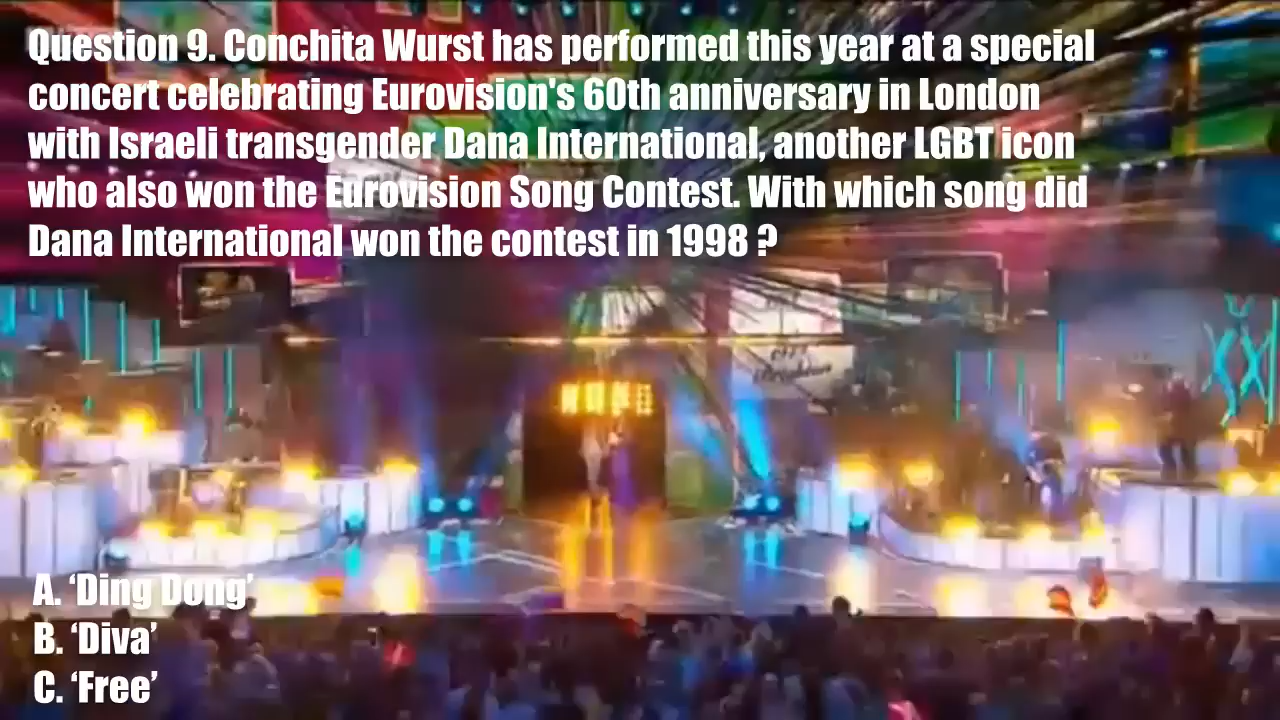 Question 9. Conchita Wurst has performed this year at a special
concert celebrating Eurovision's 60th anniversary in London
with Israeli transgender Dana International, another LGBT icon
who also won the Eurovision Song Contest. With which song did
Dana International won the contest in 1998 ?
A. ‘Ding Dong’
B. ‘Diva’
C. ‘Free’